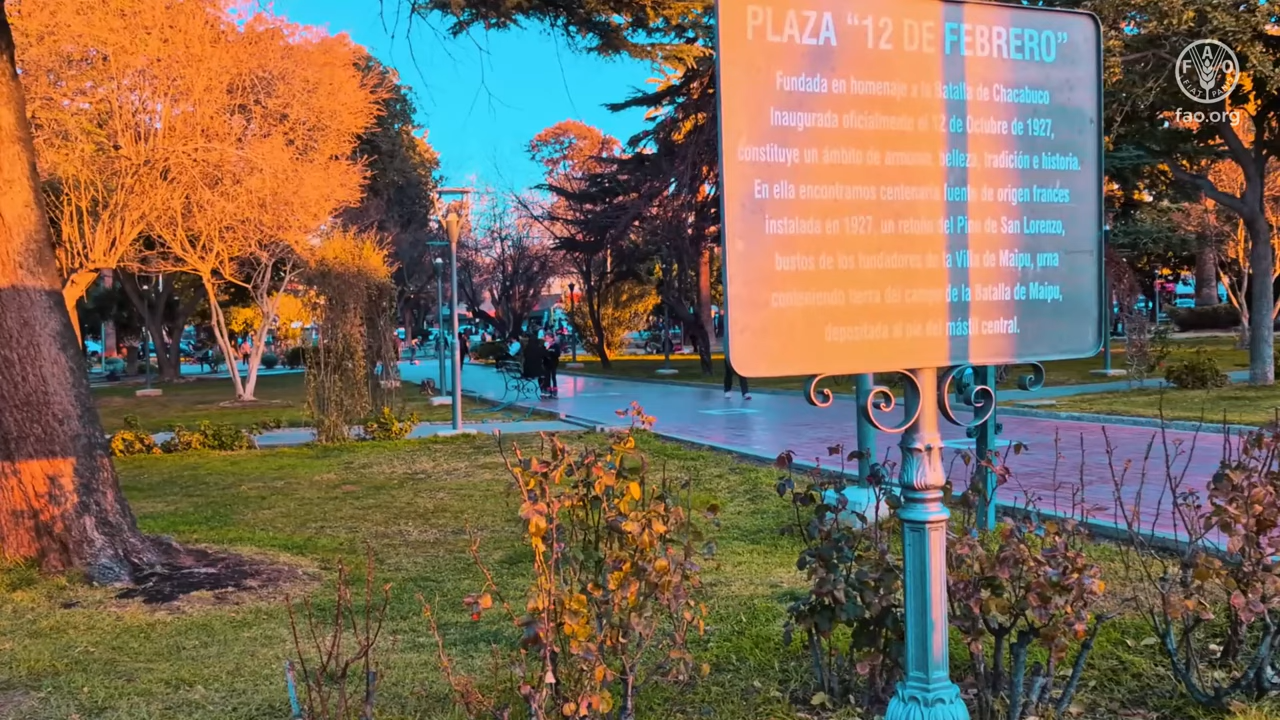 PLAZA "12 DE FEBRERO"
Fundada en homenaje a la Batalla de Chacabuco
Inaugurada oficialmente el 12 de Octubre de 1927,
constituye un ámbito de armonía, belleza, tradición e historia.
En ella encontramos centenaria fuente de origen francés
instalada en 1927, un retoño del Pino de San Lorenzo,
bustos de los fundadores de la Villa de Maipu, urna
conteniendo tierra del campo de la Batalla de Maipu,
depositada al pie del mástil central.
FAO
FIAT PANIS
fao.org